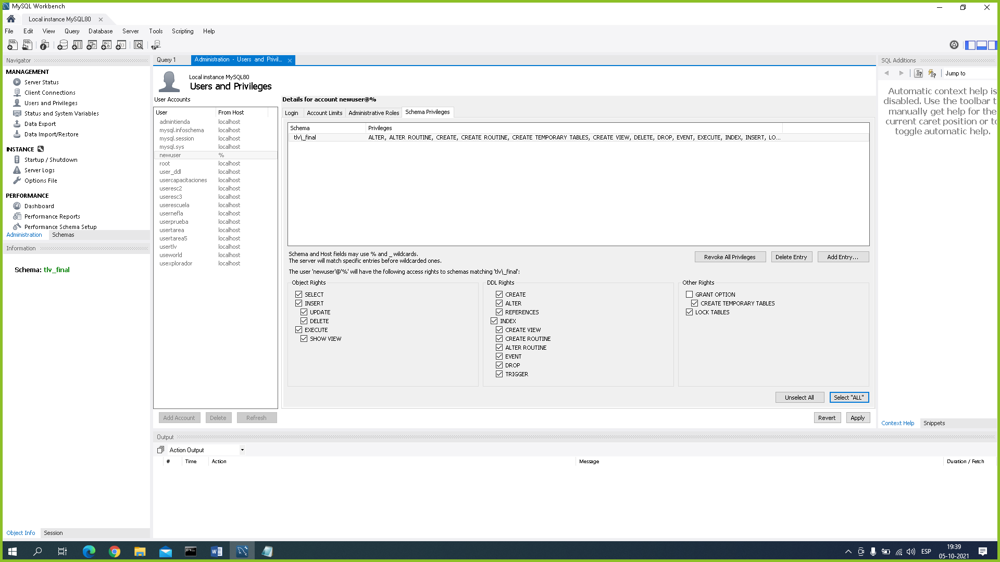 MySQL Workbench
Local instance MySQL80
File Edit View Query Database Server Tools Scripting Help
Navigator
MANAGEMENT
Server Status
Client Connections
Users and Privileges
Status and System Variables
Data Export
Data Import/Restore
INSTANCE
Startup / Shutdown
Server Logs
Options File
PERFORMANCE
Dashboard
Performance Reports
Performance Schema Setup
Administration Schemas
Information
Schema: tlv_final
Object Info Session
Query 1 Administration - Users and Privil...
Local instance MySQL80
Users and Privileges
User Accounts
User From Host
admintienda localhost
mysql.infoschema localhost
mysql.session localhost
mysql.sys localhost
newuser %
root localhost
user_ddl localhost
usercapacitaciones localhost
useresc2 localhost
useresc3 localhost
userescuela localhost
usernefla localhost
userprueba localhost
usertarea localhost
usertarea5 localhost
usertlv localhost
useworld localhost
usexplorador localhost
Add Account Delete Refresh
Details for account newuser@%
Login Account Limits Administrative Roles Schema Privileges
Schema Privileges
tlv\_final ALTER, ALTER ROUTINE, CREATE, CREATE ROUTINE, CREATE TEMPORARY TABLES, CREATE VIEW, DELETE, DROP, EVENT, EXECUTE, INDEX, INSERT, LO...
Schema and Host fields may use % and _ wildcards.
The server will match specific entries before wildcarded ones.
Revoke All Privileges Delete Entry Add Entry...
The user 'newuser'@'%' will have the following access rights to schemas matching 'tlv\_final':
Object Rights
SELECT
INSERT
UPDATE
DELETE
EXECUTE
SHOW VIEW
DDL Rights
CREATE
ALTER
REFERENCES
INDEX
CREATE VIEW
CREATE ROUTINE
ALTER ROUTINE
EVENT
DROP
TRIGGER
Other Rights
GRANT OPTION
CREATE TEMPORARY TABLES
LOCK TABLES
Unselect All Select "ALL"
Revert Apply
SQL Additions
Jump to
Automatic context help is
disabled. Use the toolbar t
manually get help for the
current caret position or to
toggle automatic help.
Context Help Snippets
Output
Action Output
# Time Action Message Duration / Fetch
ESP
19:39
05-10-2021